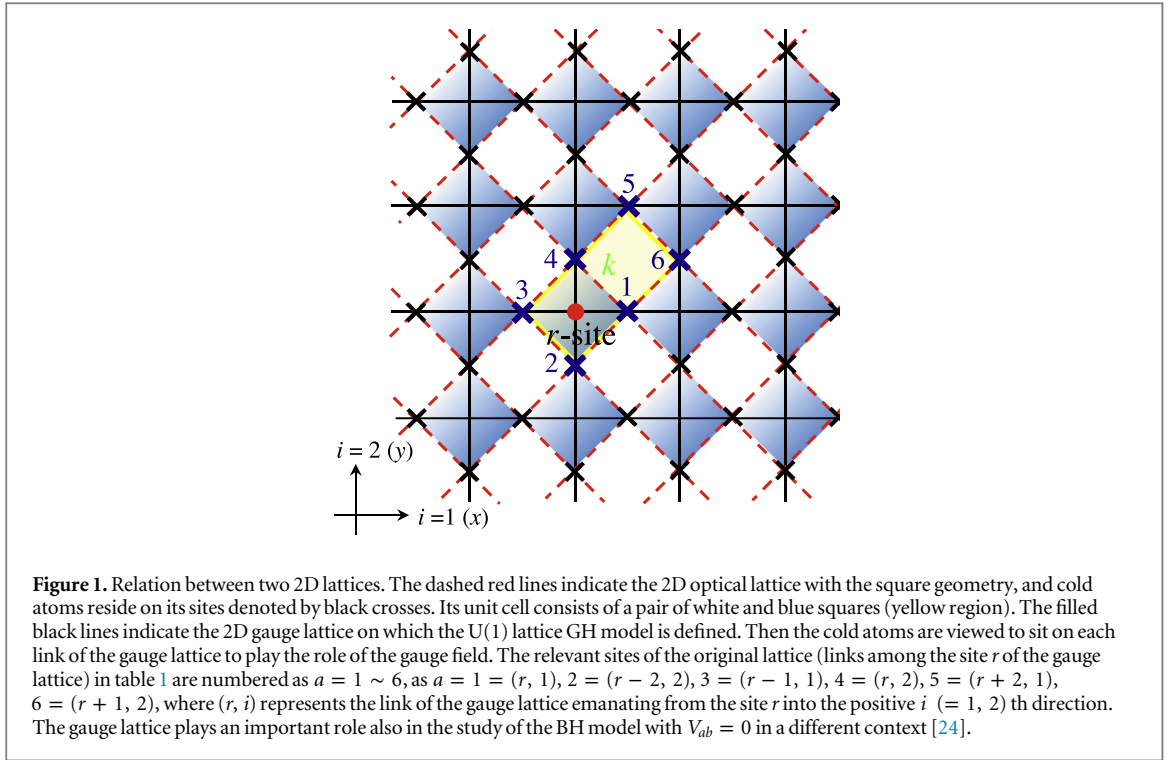 5
4
k
6
3
1
r-site
2
i = 2 (y)
i =1 (x)
Figure 1. Relation between two 2D lattices. The dashed red lines indicate the 2D optical lattice with the square geometry, and cold
atoms reside on its sites denoted by black crosses. Its unit cell consists of a pair of white and blue squares (yellow region). The filled
black lines indicate the 2D gauge lattice on which the U(1) lattice GH model is defined. Then the cold atoms are viewed to sit on each
link of the gauge lattice to play the role of the gauge field. The relevant sites of the original lattice (links among the site r of the gauge
lattice) in table 1 are numbered as a = 1 ~ 6, as a = 1 = (r, 1), 2 = (r − 2, 2), 3 = (r − 1, 1), 4 = (r, 2), 5 = (r + 2, 1),
6 = (r + 1, 2), where (r, i) represents the link of the gauge lattice emanating from the site r into the positive i (= 1, 2) th direction.
The gauge lattice plays an important role also in the study of the BH model with Vab = 0 in a different context [24].